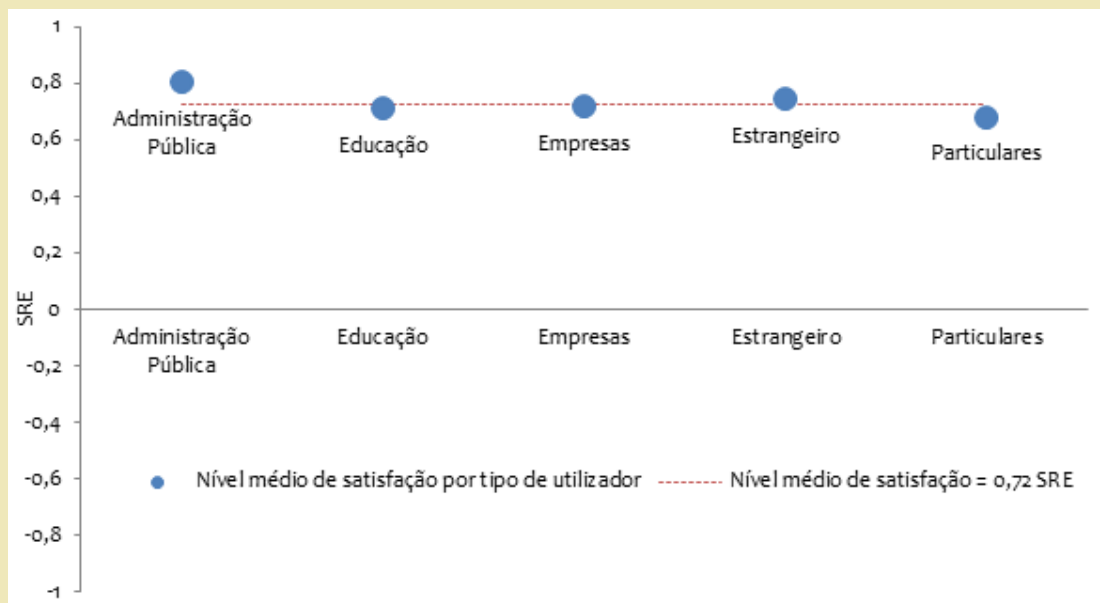 1
0,8
0,6
0,4
0,2
0
-0,2
-0,4
-0,6
-0,8
-1
SRE
Administração
Pública
Educação
Empresas
Estrangeiro
Particulares
Administração
Pública
Educação
Empresas
Estrangeiro
Particulares
Nível médio de satisfação por tipo de utilizador
Nível médio de satisfação = 0,72 SRE